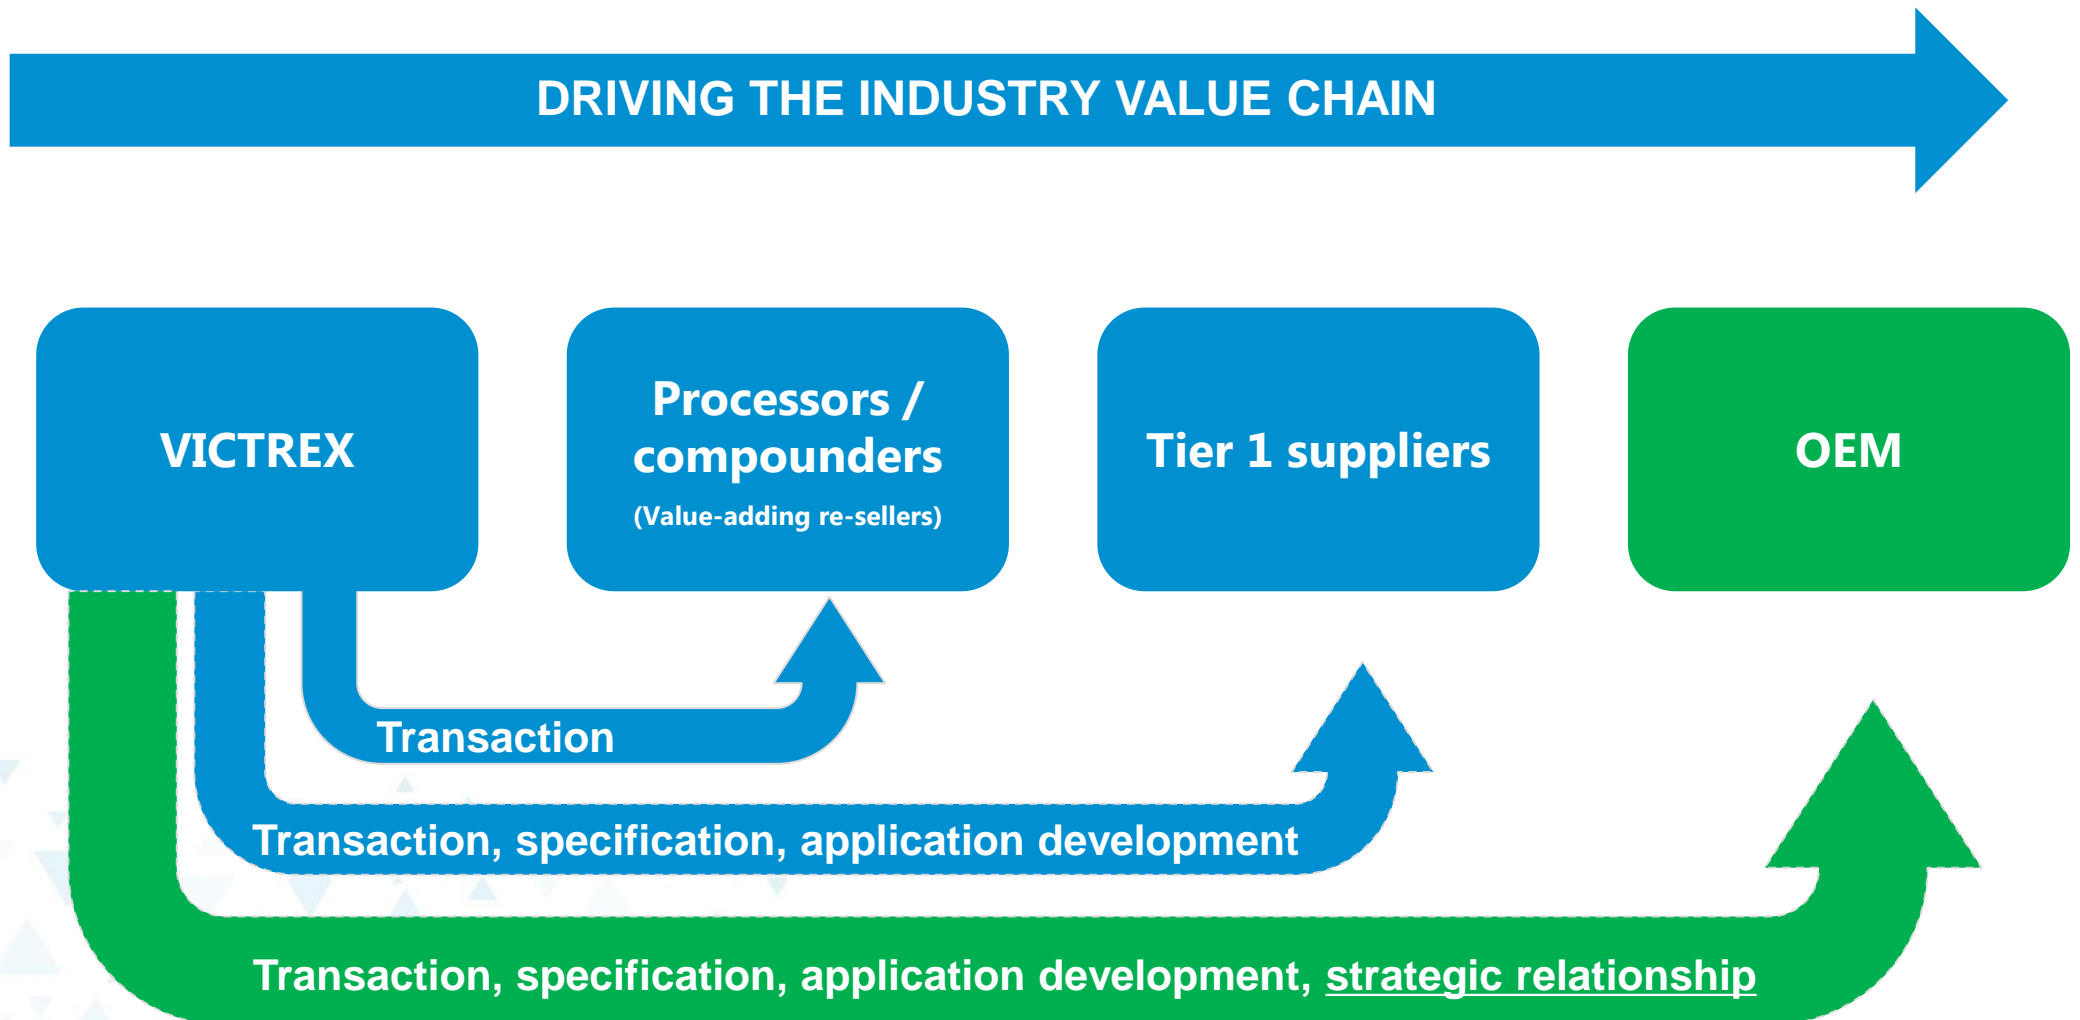 DRIVING THE INDUSTRY VALUE CHAIN
VICTREX
Processors /
compounders
(Value-adding re-sellers)
Tier 1 suppliers
OEM
Transaction
Transaction, specification, application development
Transaction, specification, application development, strategic relationship